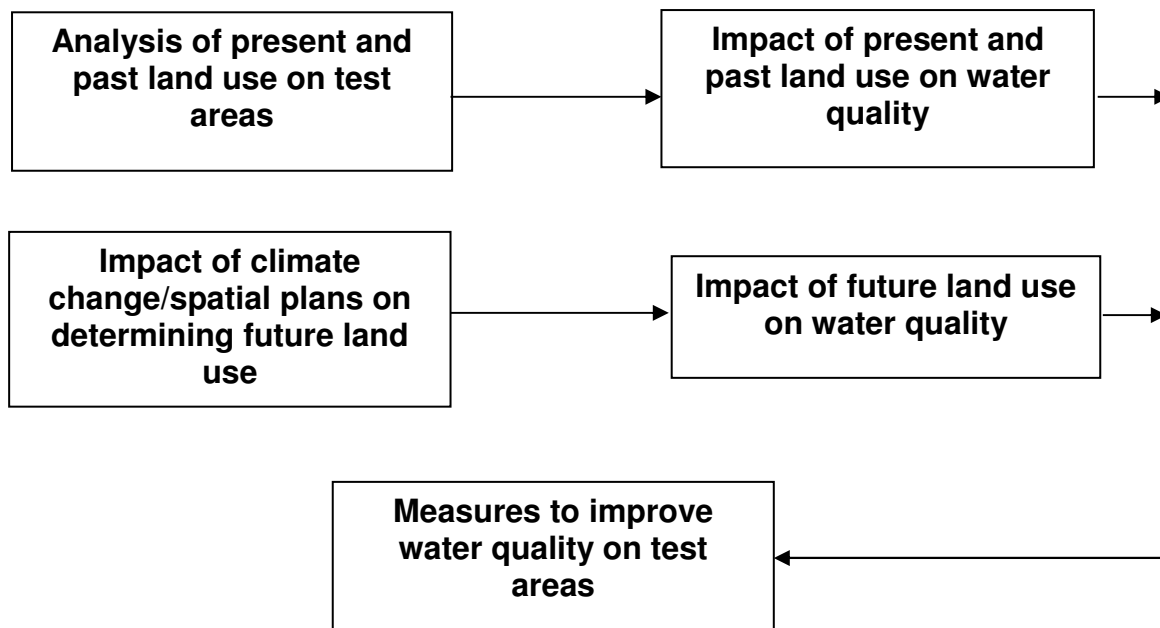 Analysis of present and
past land use on test
areas
Impact of present and
past land use on water
quality
Impact of climate
change/spatial plans on
determining future land
use
Impact of future land use
on water quality
Measures to improve
water quality on test
areas